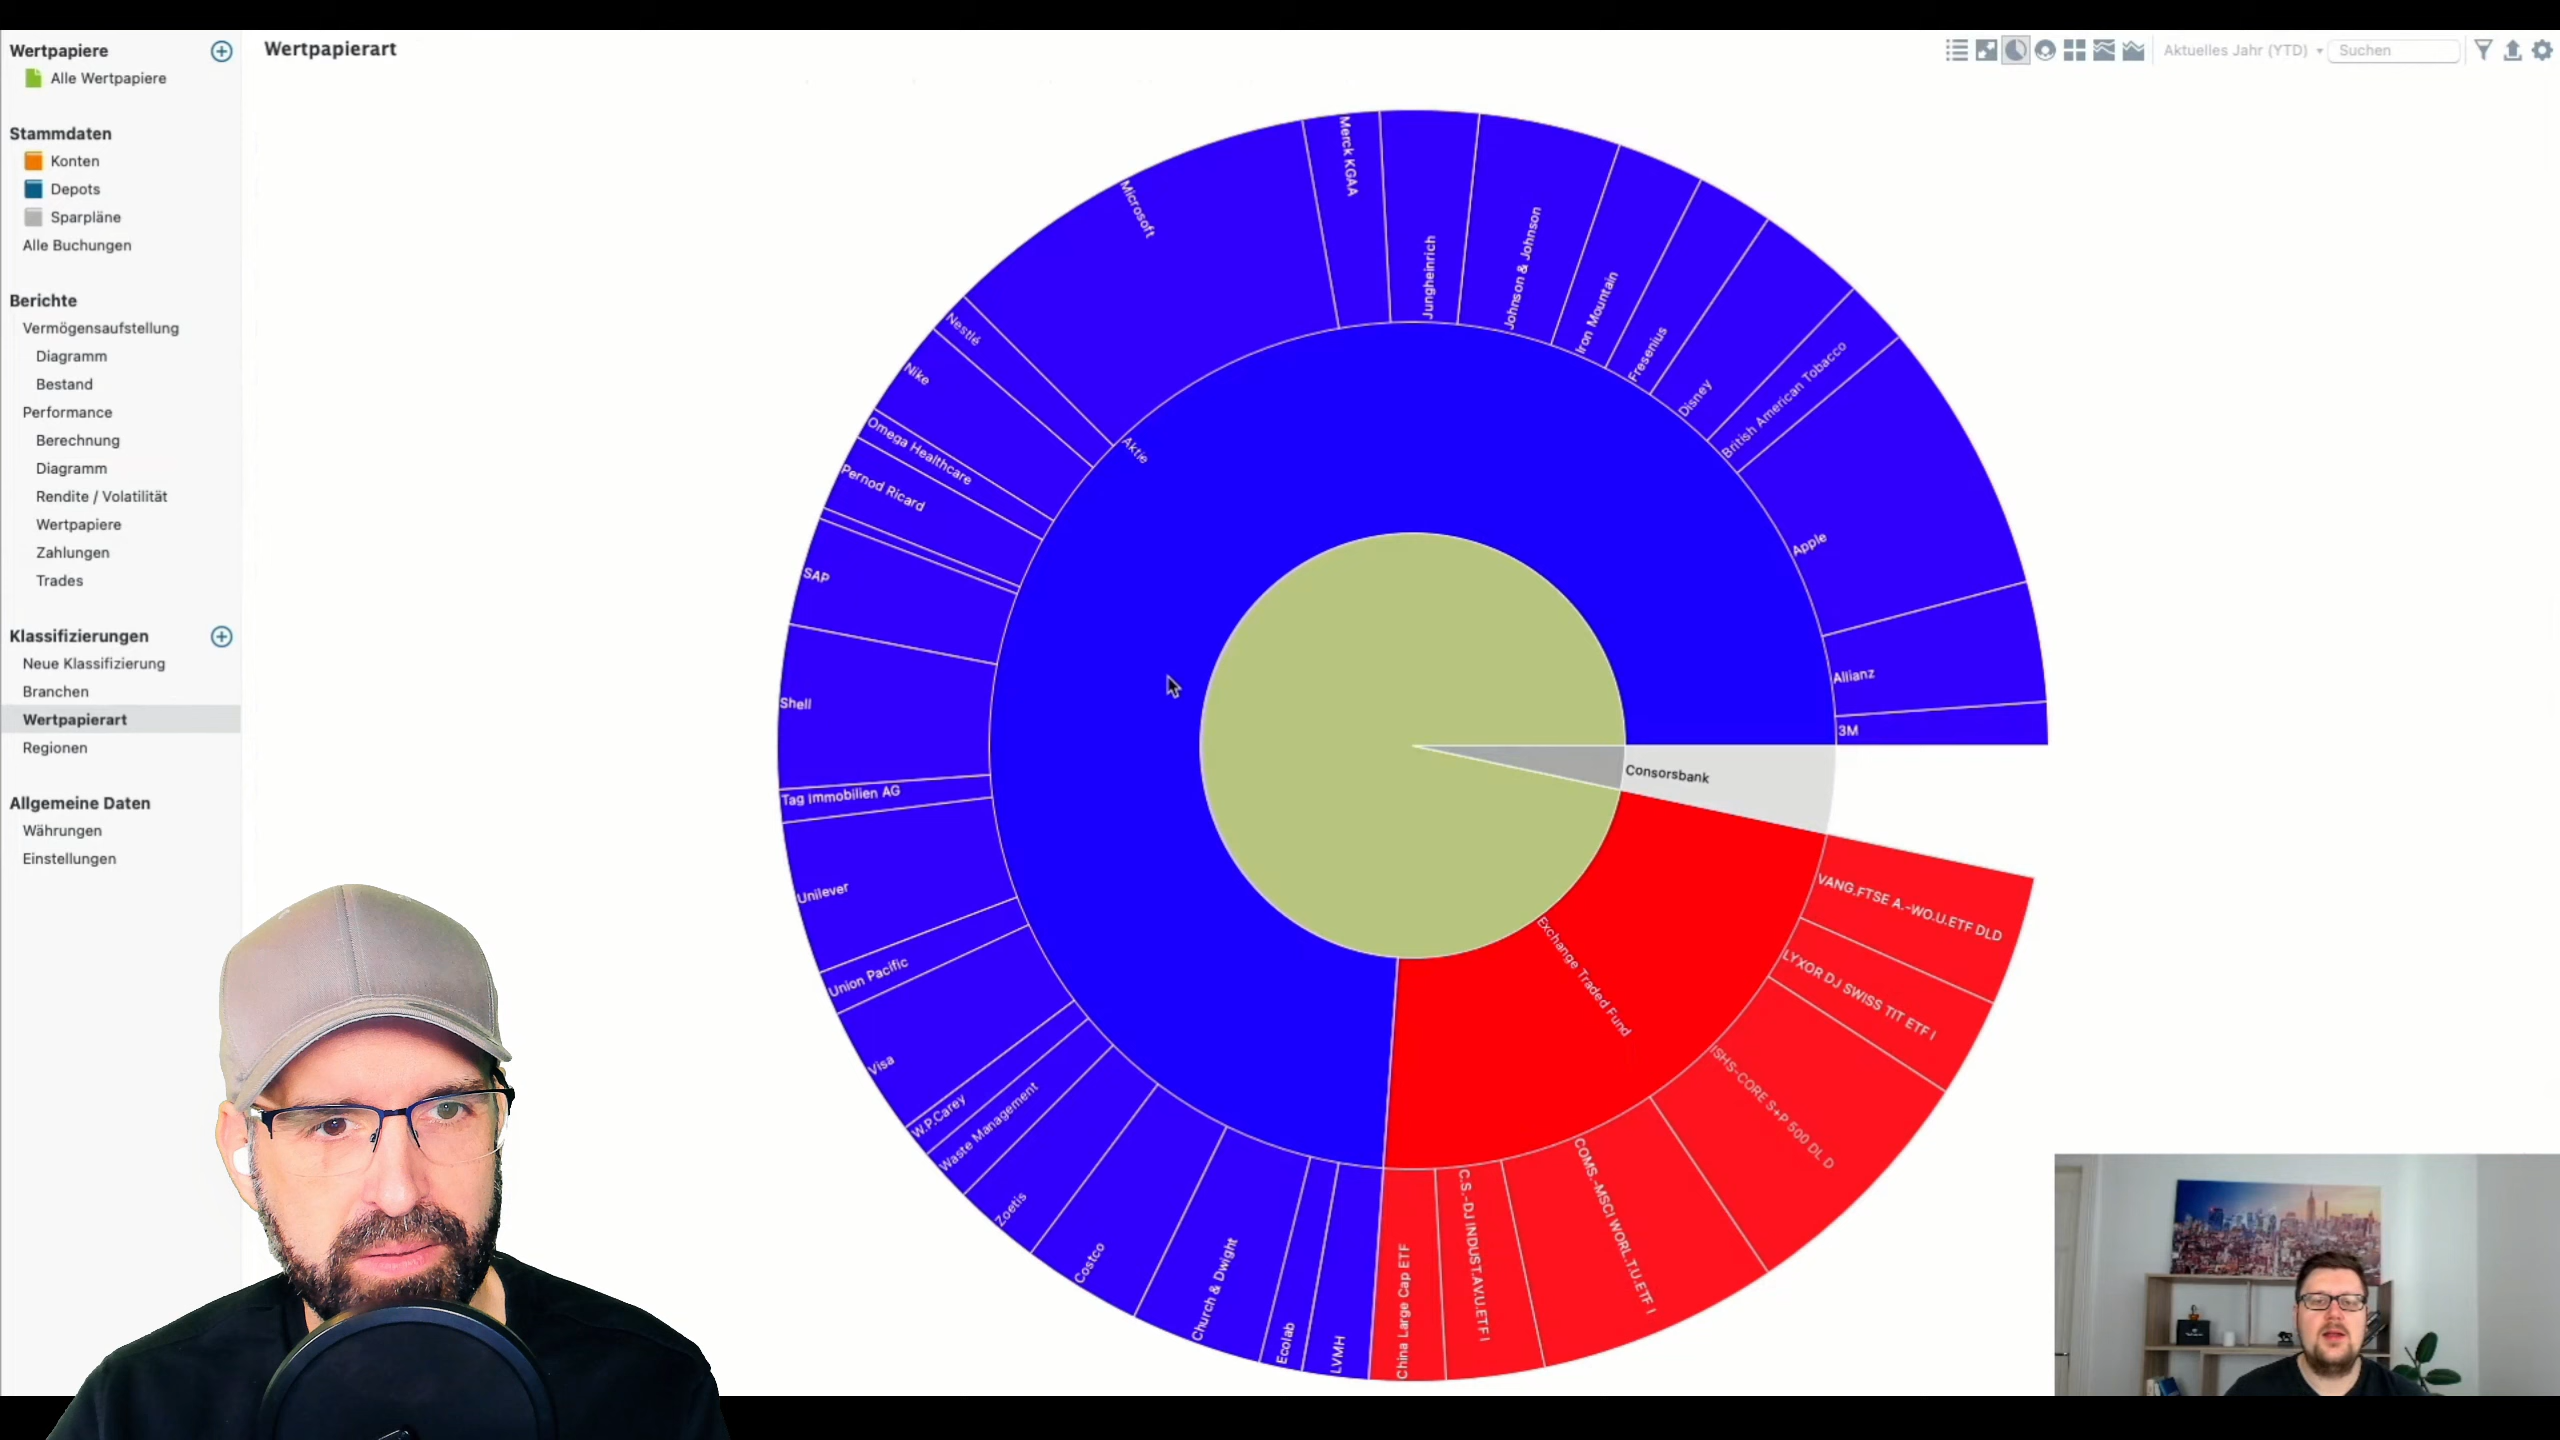 Wertpapiere
Alle Wertpapiere
Stammdaten
Konten
Depots
Sparpläne
Alle Buchungen
Berichte
Vermögensaufstellung
Diagramm
Bestand
Performance
Berechnung
Diagramm
Rendite / Volatilität
Wertpapiere
Zahlungen
Trades
Klassifizierungen
Neue Klassifizierung
Branchen
Wertpapierart
Regionen
Allgemeine Daten
Währungen
Einstellungen
Wertpapierart
Aktuelles Jahr (YTD)
Suchen
Merck KGAA
Microsoft
Jungheinrich
Johnson & Johnson
Iron Mountain
Fresenius
Disney
British American Tobacco
Apple
Allianz
3M
Nestlé
Nike
Omega Healthcare
Pernod Ricard
SAP
Shell
Tag Immobilien AG
Unilever
Union Pacific
Visa
W.P.Carey
Waste Management
Zoetis
Costco
Church & Dwight
Ecolab
LVMH
Aktie
Consorsbank
Exchange Traded Fund
VANG.FTSE A.-WO.U.ETF DLD
LYXOR DJ SWISS TIT ETF I
ISHS-CORE S+P 500 DL D
COMS.-MSCI WORL.T.U.ETF I
C.S.-DJ INDUST.AV.U.ETF I
China Large Cap ETF